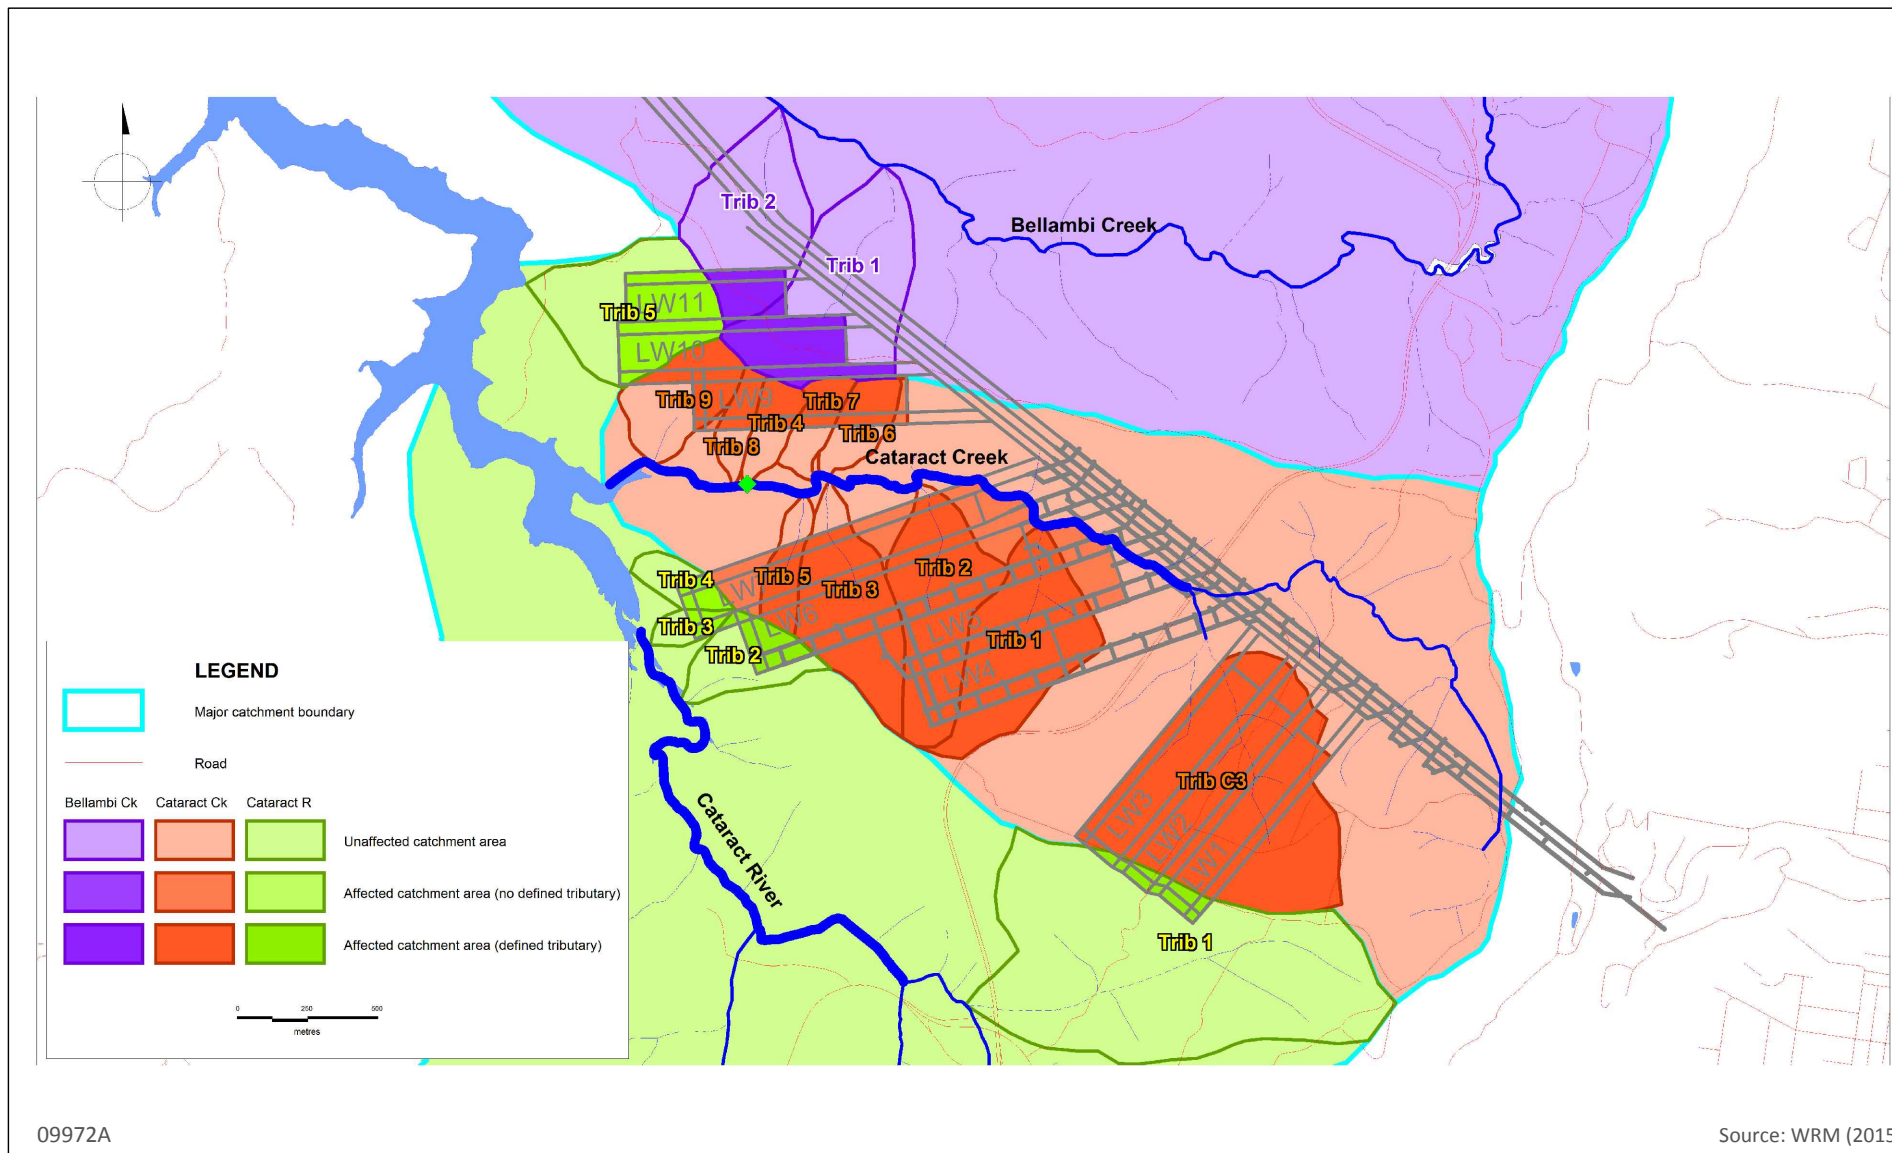 Trib 2
Bellambi Creek
Trib 1
LW11
Trib 5
LW10
Trib 9
LW9
Trib 7
Trib 4
Trib 6
Trib 8
Cataract Creek
Trib 4
LW
Trib 5
Trib 3
Trib 2
Trib 3
LW6
LW5
Trib 1
Trib 2
LW4
LEGEND
Major catchment boundary
Road
Bellambi Ck Cataract Ck Cataract R
Unaffected catchment area
Affected catchment area (no defined tributary)
Affected catchment area (defined tributary)
0 250 500
metres
Cataract River
Trib C3
LW3
LW2
LW1
Trib 1
09972A
Source: WRM (2015